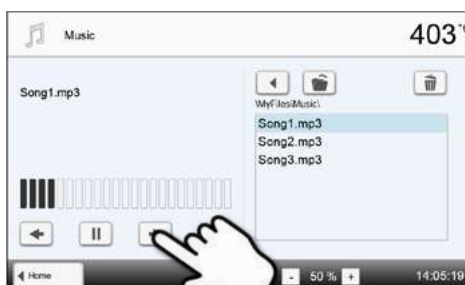 Music
403°
Song1.mp3
MyFiles\Music\
Song1.mp3
Song2.mp3
Song3.mp3
Home
- 50 % +
14:05:19